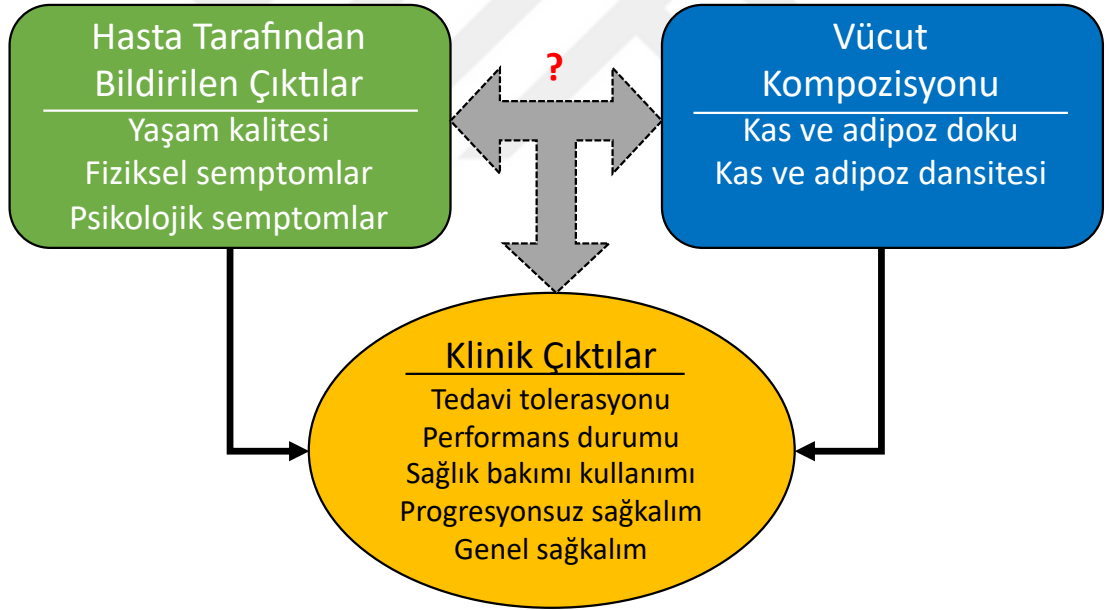 Hasta Tarafından
Bildirilen Çıktılar
Yaşam kalitesi
Fiziksel semptomlar
Psikolojik semptomlar
?
Vücut
Kompozisyonu
Kas ve adipoz doku
Kas ve adipoz dansitesi
Klinik Çıktılar
Tedavi tolerasyonu
Performans durumu
Sağlık bakımı kullanımı
Progresyonsuz sağkalım
Genel sağkalım